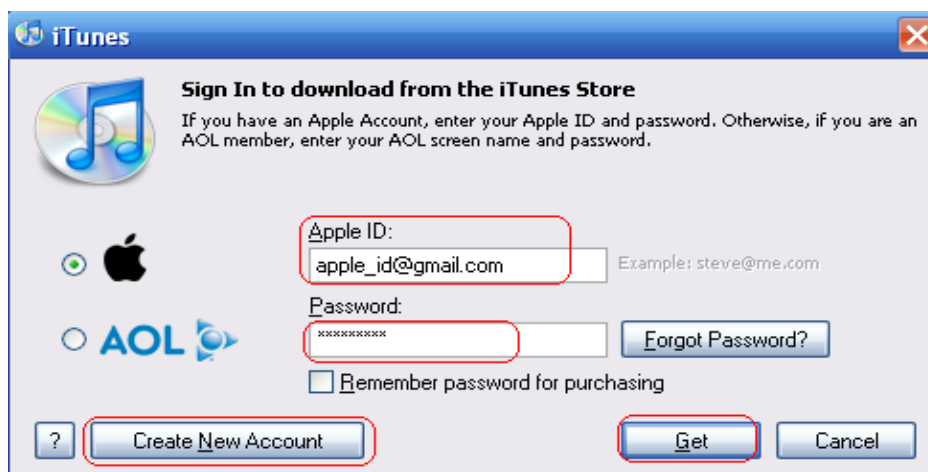 iTunes
Sign In to download from the iTunes Store
If you have an Apple Account, enter your Apple ID and password. Otherwise, if you are an
AOL member, enter your AOL screen name and password.
Apple ID:
apple_id@gmail.com Example: steve@me.com
Password:
AOL ********* Forgot Password?
Remember password for purchasing
? Create New Account Get Cancel